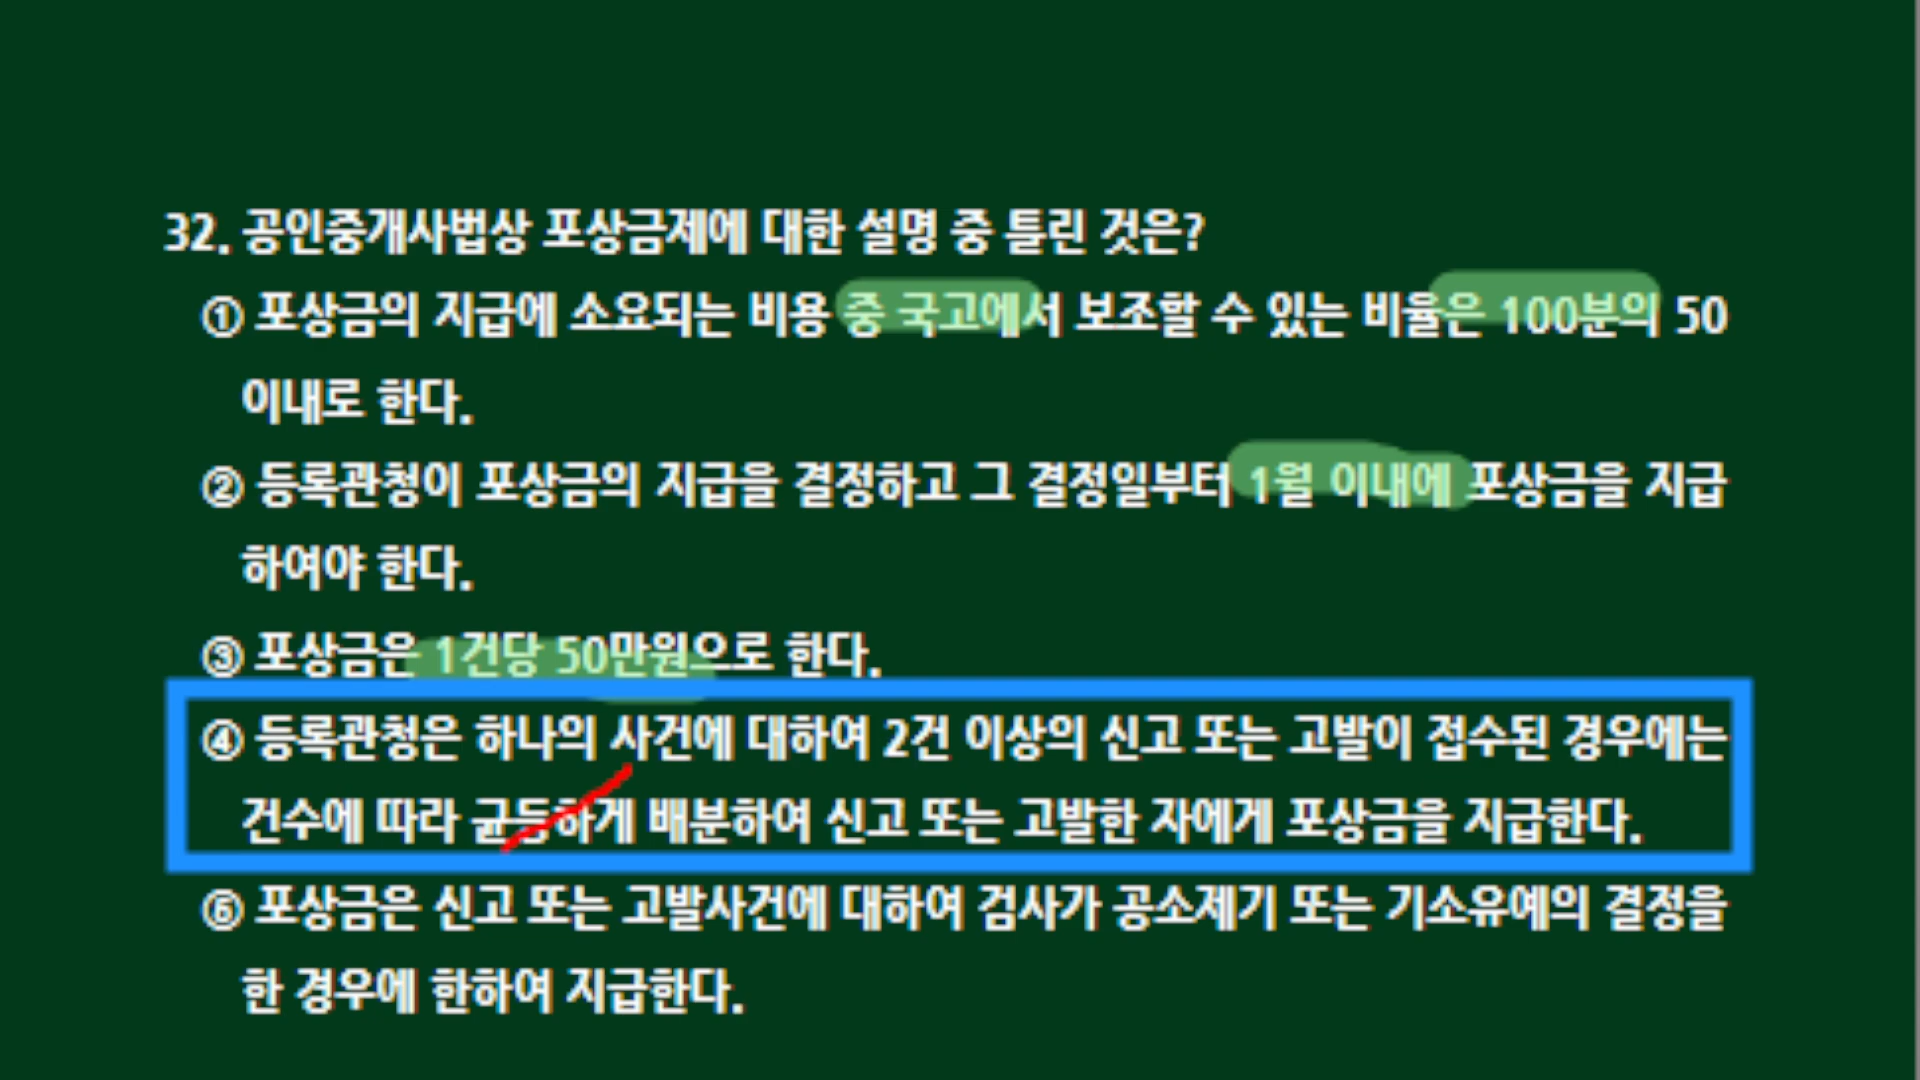 32. 공인중개사법상 포상금제에 대한 설명 중 틀린 것은?
① 포상금의 지급에 소요되는 비용 중 국고에서 보조할 수 있는 비율은 100분의 50
이내로 한다.
② 등록관청이 포상금의 지급을 결정하고 그 결정일부터 1월 이내에 포상금을 지급
하여야 한다.
③ 포상금은 1건당 50만원으로 한다.
④ 등록관청은 하나의 사건에 대하여 2건 이상의 신고 또는 고발이 접수된 경우에는
건수에 따라 균등하게 배분하여 신고 또는 고발한 자에게 포상금을 지급한다.
⑤ 포상금은 신고 또는 고발사건에 대하여 검사가 공소제기 또는 기소유예의 결정을
한 경우에 한하여 지급한다.